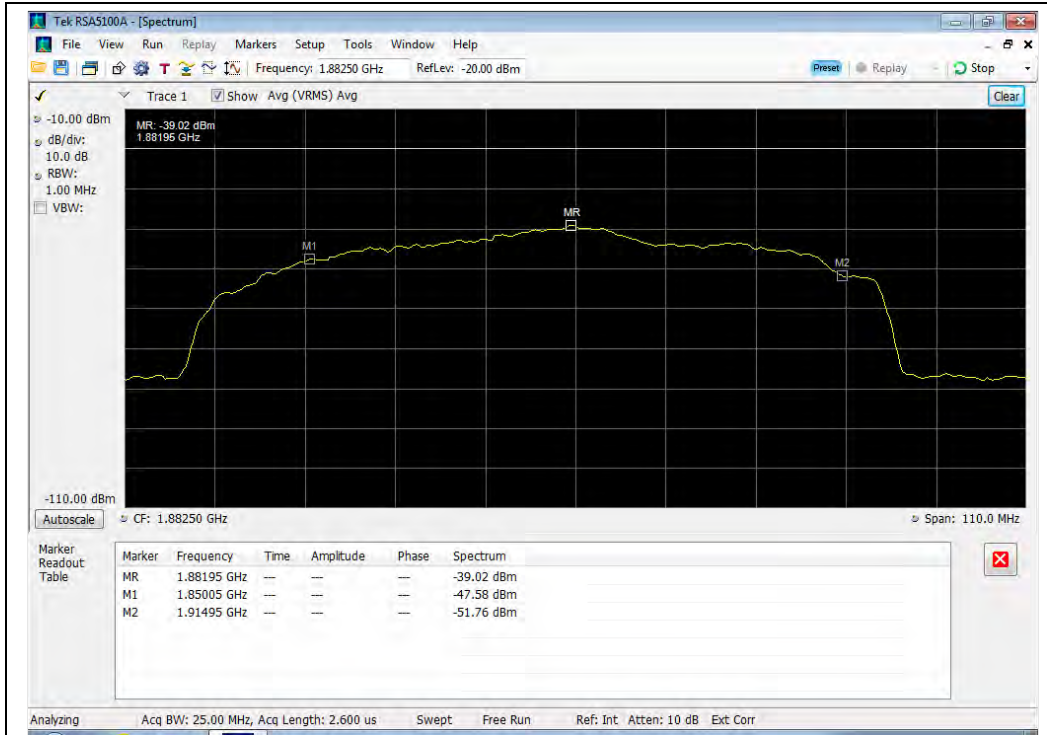 Tek RSA5100A - [Spectrum]
File View Run Replay Markers Setup Tools Window Help
Frequency: 1.88250 GHz RefLev: -20.00 dBm Preset Replay Stop
Trace 1 Show Avg (VRMS) Avg Clear
-10.00 dBm
dB/div:
10.0 dB
RBW:
1.00 MHz
VBW:
MR: -39.02 dBm
1.88195 GHz
MR
M1
M2
-110.00 dBm
Autoscale CF: 1.88250 GHz Span: 110.0 MHz
Marker
Readout
Table
Marker Frequency Time Amplitude Phase Spectrum
MR 1.88195 GHz --- --- --- -39.02 dBm
M1 1.85005 GHz --- --- --- -47.58 dBm
M2 1.91495 GHz --- --- --- -51.76 dBm
Analyzing Acq BW: 25.00 MHz, Acq Length: 2.600 us Swept Free Run Ref: Int Atten: 10 dB Ext Corr